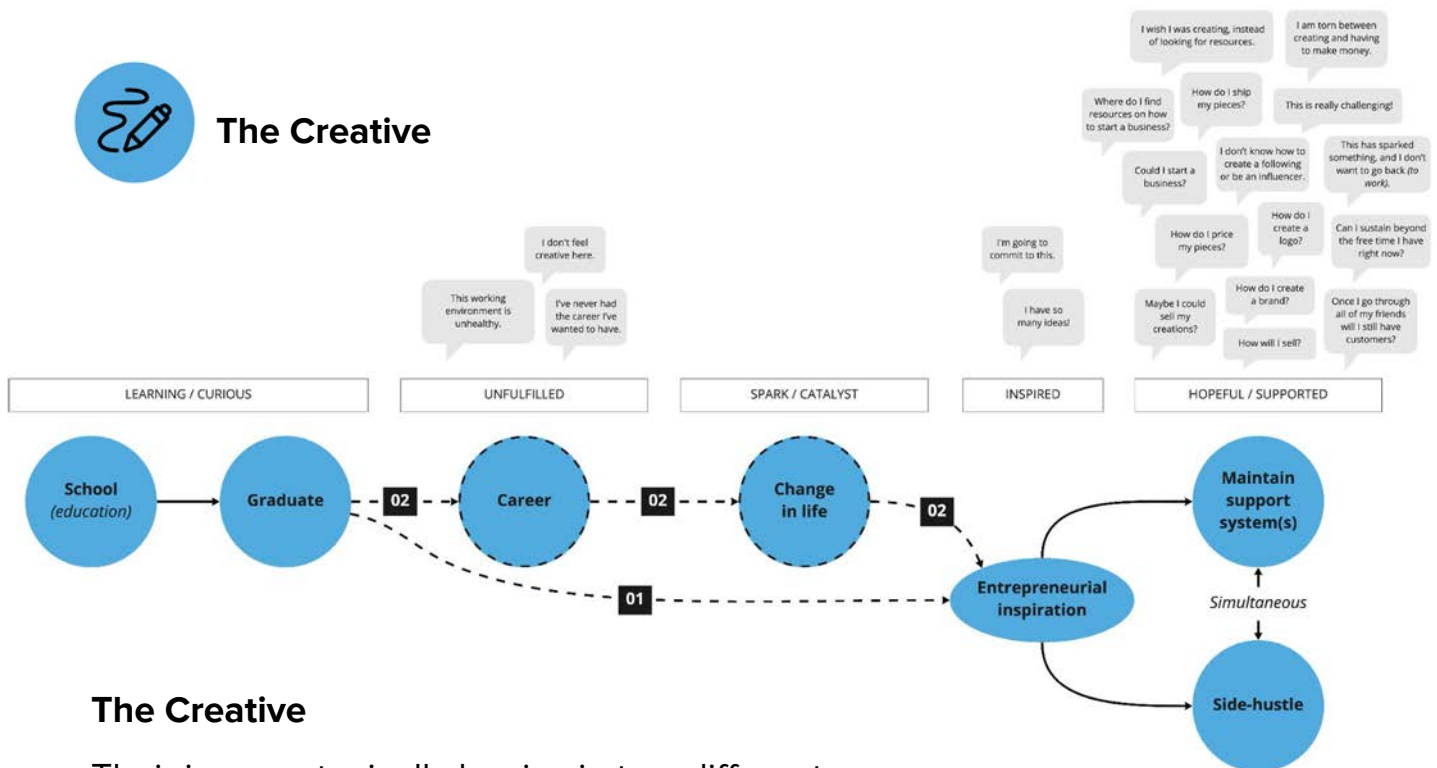 The Creative
I wish I was creating, instead
of looking for resources.
I am torn between
creating and having
to make money.
Where do I find
resources on how
to start a business?
How do I ship
my pieces?
This is really challenging!
Could I start a
business?
I don't know how to
create a following
or be an influencer.
This has sparked
something, and I don't
want to go back (to
work).
How do I price
my pieces?
How do I
create a
logo?
Can I sustain beyond
the free time I have
right now?
Maybe I could
sell my
creations?
How do I create
a brand?
How will I sell?
Once I go through
all of my friends
will I still have
customers?
I don't feel
creative here.
This working
environment is
unhealthy.
I've never had
the career I've
wanted to have.
I'm going to
commit to this.
I have so
many ideas!
LEARNING / CURIOUS
UNFULFILLED
SPARK / CATALYST
INSPIRED
HOPEFUL / SUPPORTED
School
(education)
Graduate
02
Career
02
Change
in life
02
01
Entrepreneurial
inspiration
Maintain
support
system(s)
Simultaneous
Side-hustle
The Creative